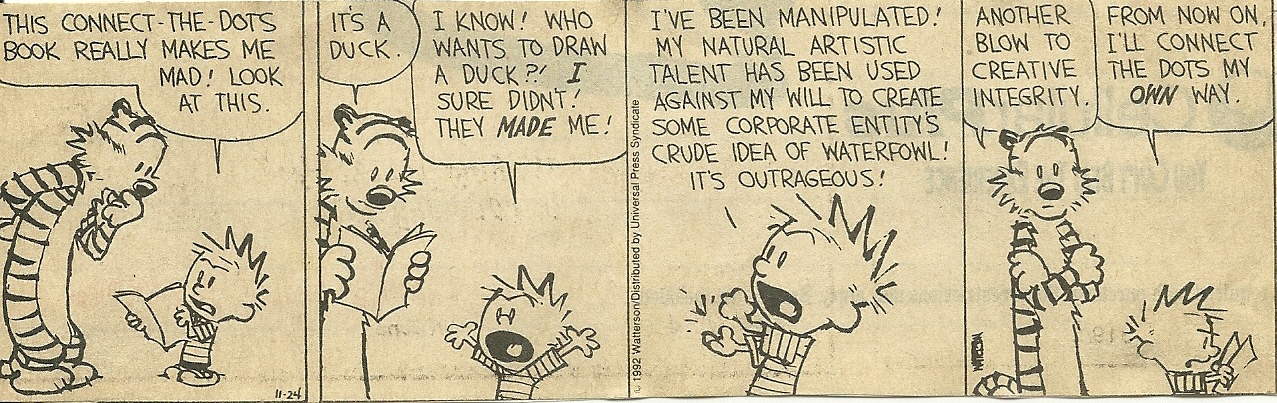 THIS CONNECT-THE-DOTS
BOOK REALLY MAKES ME
MAD! LOOK
AT THIS.
11-24
IT'S A
DUCK.
I KNOW! WHO
WANTS TO DRAW
A DUCK?! I
SURE DIDN'T!
THEY MADE ME!
© 1992 Watterson/Distributed by Universal Press Syndicate
I'VE BEEN MANIPULATED!
MY NATURAL ARTISTIC
TALENT HAS BEEN USED
AGAINST MY WILL TO CREATE
SOME CORPORATE ENTITY'S
CRUDE IDEA OF WATERFOWL!
IT'S OUTRAGEOUS!
ANOTHER
BLOW TO
CREATIVE
INTEGRITY.
FROM NOW ON,
I'LL CONNECT
THE DOTS MY
OWN WAY.
WATTERSON